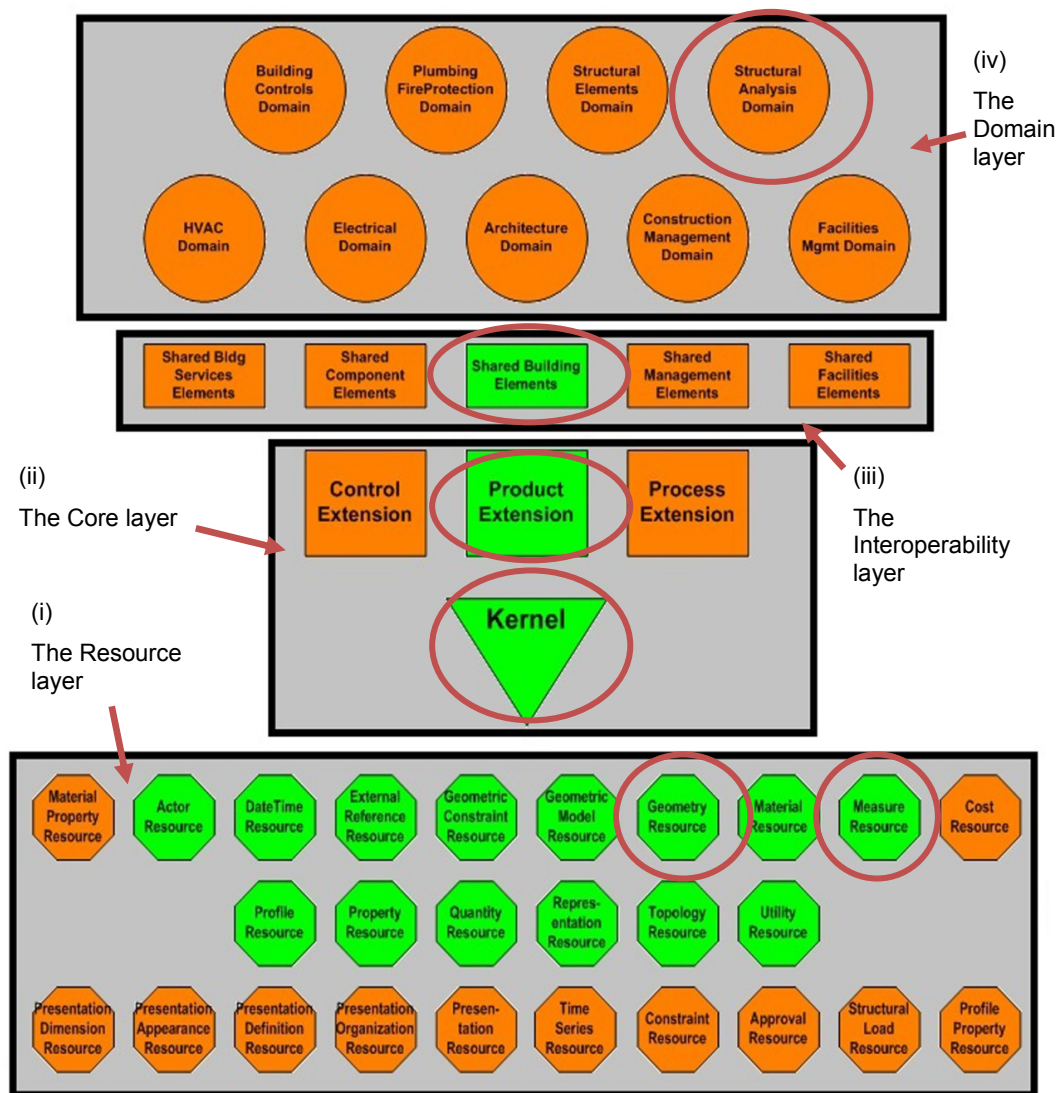 Building
Controls
Domain
Plumbing
FireProtection
Domain
Structural
Elements
Domain
Structural
Analysis
Domain
(iv)
The
Domain
layer
HVAC
Domain
Electrical
Domain
Architecture
Domain
Construction
Management
Domain
Facilities
Mgmt Domain
Shared Bldg
Services
Elements
Shared
Component
Elements
Shared Building
Elements
Shared
Management
Elements
Shared
Facilities
Elements
(ii)
The Core layer
Control
Extension
Product
Extension
Process
Extension
(iii)
The
Interoperability
layer
Kernel
(i)
The Resource
layer
Material
Property
Resource
Actor
Resource
DateTime
Resource
External
Reference
Resource
Geometric
Constraint
Resource
Geometric
Model
Resource
Geometry
Resource
Material
Resource
Measure
Resource
Cost
Resource
Profile
Resource
Property
Resource
Quantity
Resource
Repres-
entation
Resource
Topology
Resource
Utility
Resource
Presentation
Dimension
Resource
Presentation
Appearance
Resource
Presentation
Definition
Resource
Presentation
Organization
Resource
Presen-
tation
Resource
Time
Series
Resource
Constraint
Resource
Approval
Resource
Structural
Load
Resource
Profile
Property
Resource